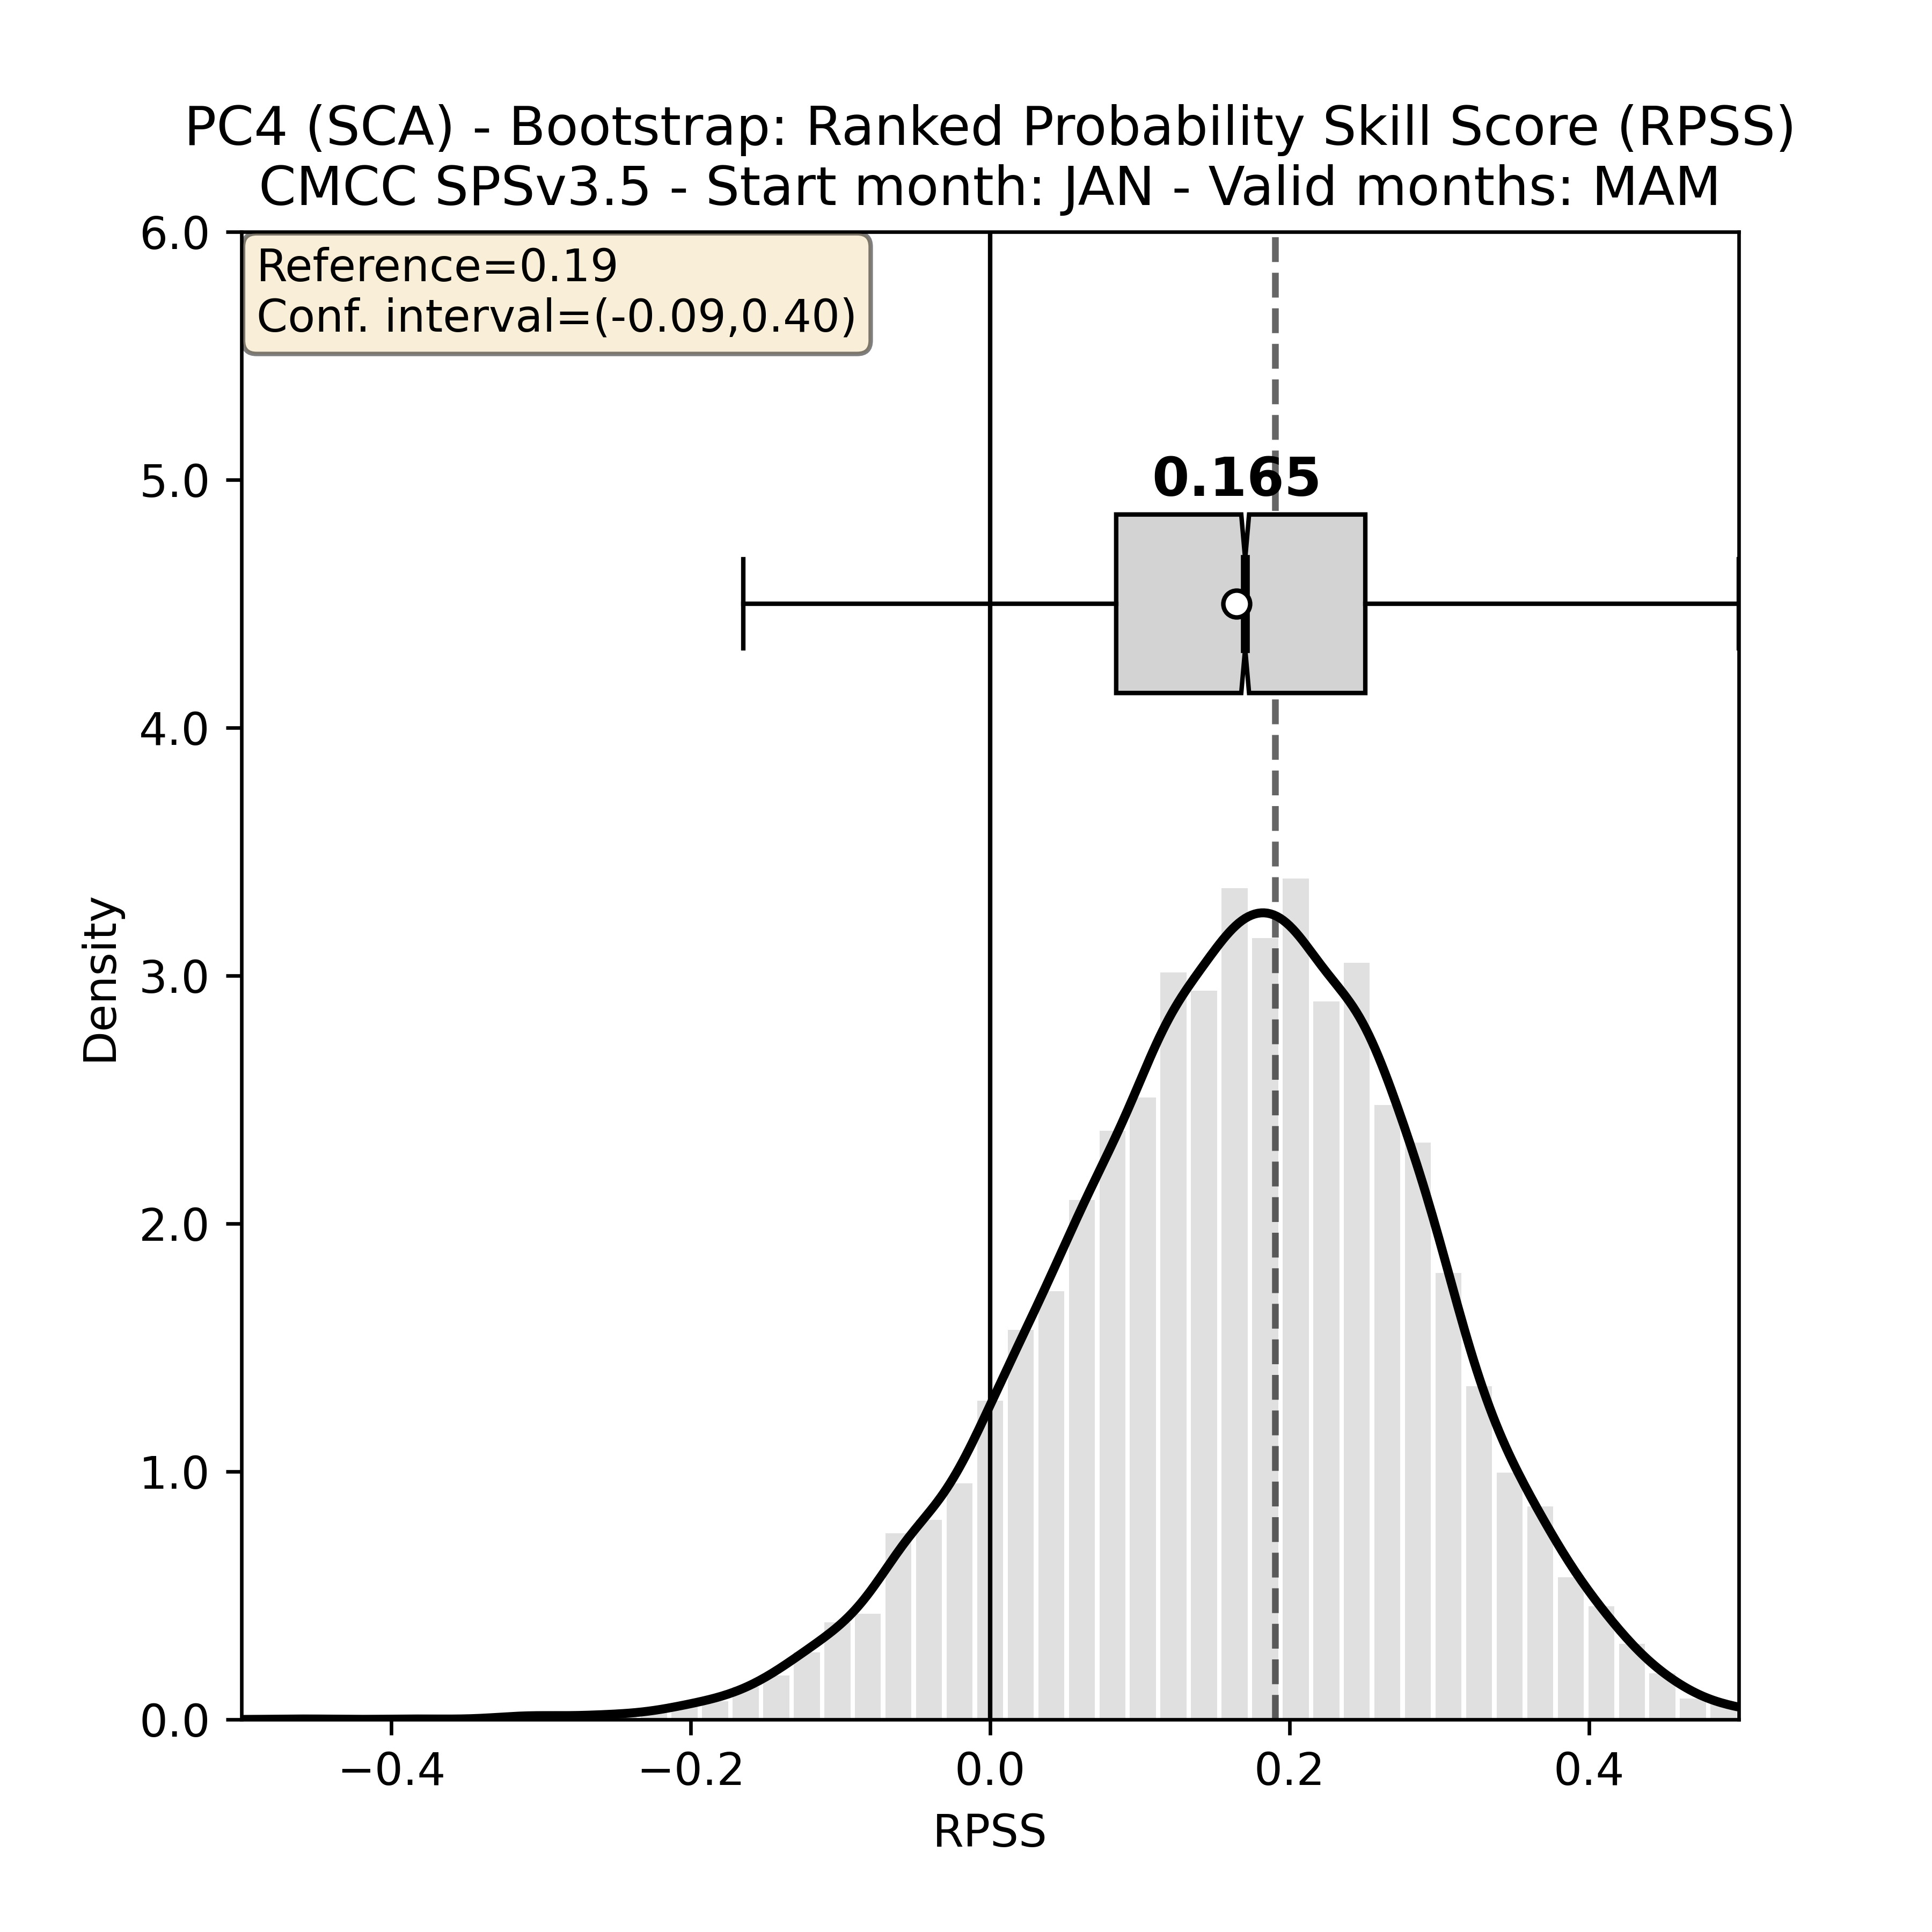 PC4 (SCA) - Bootstrap: Ranked Probability Skill Score (RPSS)
CMCC SPSv3.5 - Start month: JAN - Valid months: MAM
6.0
Reference=0.19
Conf. interval=(-0.09,0.40)
5.0
0.165
4.0
Density
3.0
2.0
1.0
0.0
−0.4 −0.2 0.0 0.2 0.4
RPSS